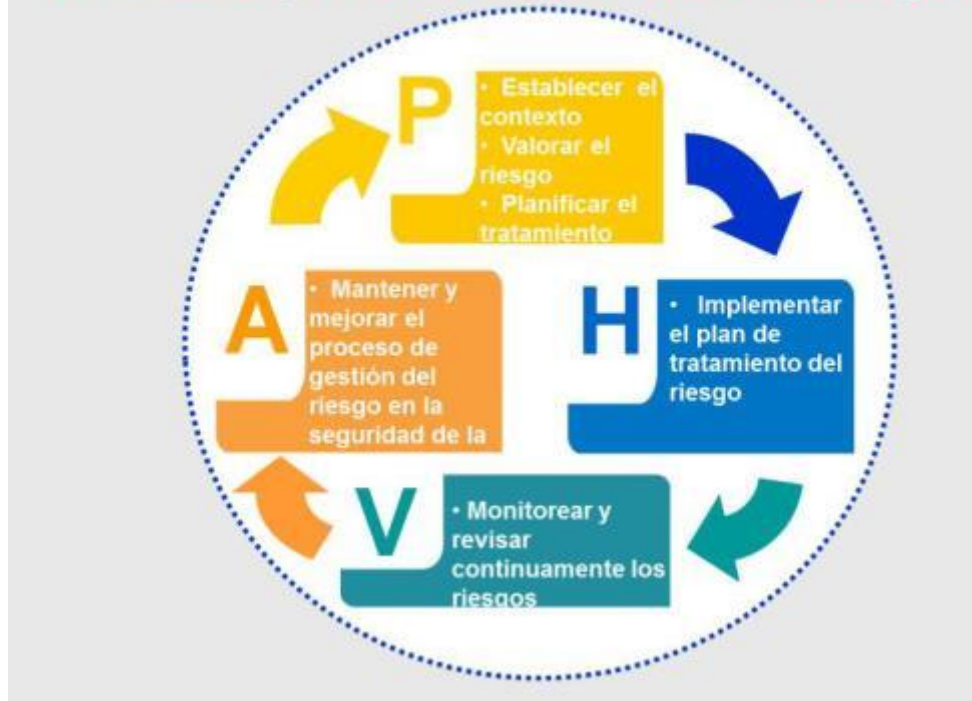 P
• Establecer el
contexto
• Valorar el
riesgo
• Planificar el
tratamiento
H
• Implementar
el plan de
tratamiento del
riesgo
V
• Monitorear y
revisar
continuamente los
riesgos
A
• Mantener y
mejorar el
proceso de
gestión del
riesgo en la
seguridad de la